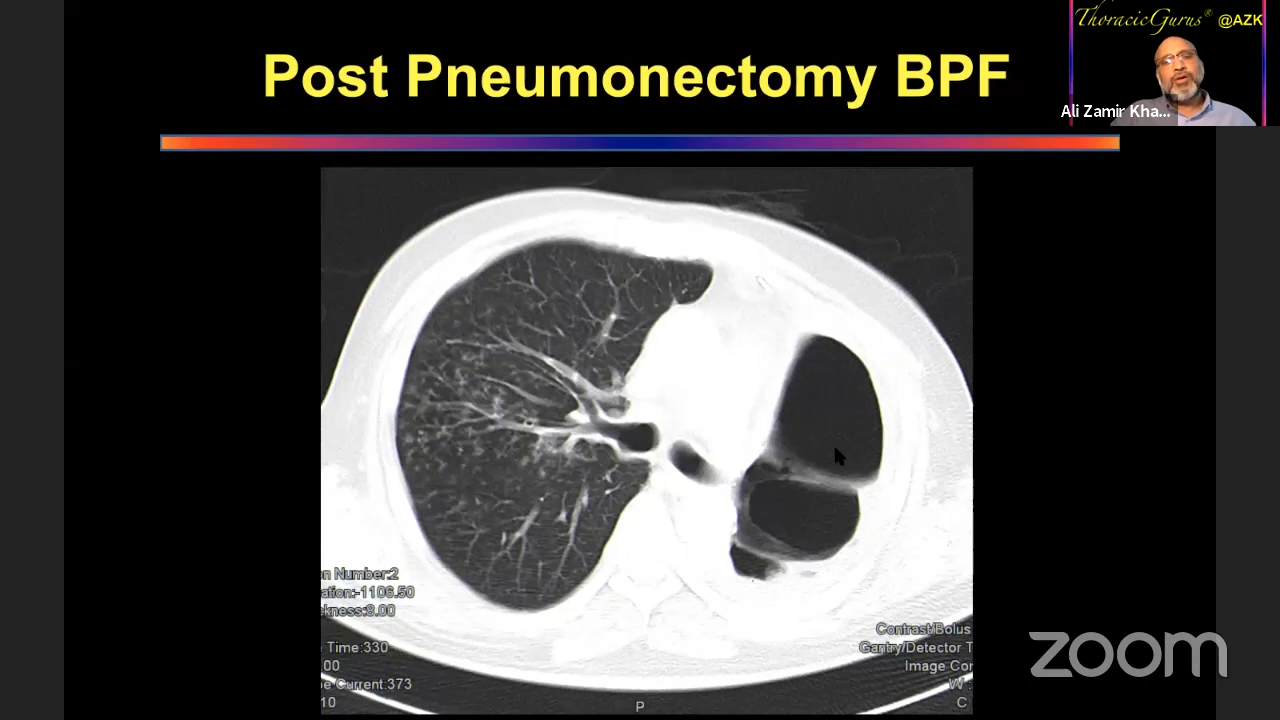 ThoracicGurus® @AZK
Post Pneumonectomy BPF
Ali Zamir Kha...
n Number:2
ation:-1106.50
kness:8.00
Time:330
00
e Current:373
10
Contrast/Bolus
Gantry/Detector T
Image Cor
W :
C
P
zoom